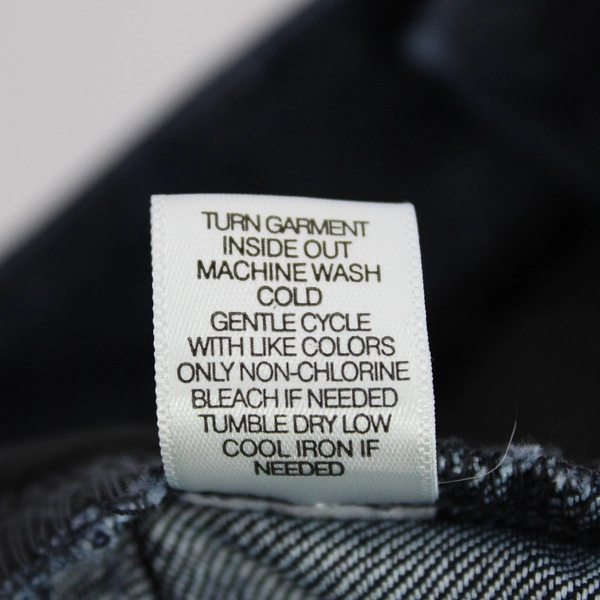 TURN GARMENT
INSIDE OUT
MACHINE WASH
COLD
GENTLE CYCLE
WITH LIKE COLORS
ONLY NON-CHLORINE
BLEACH IF NEEDED
TUMBLE DRY LOW
COOL IRON IF
NEEDED